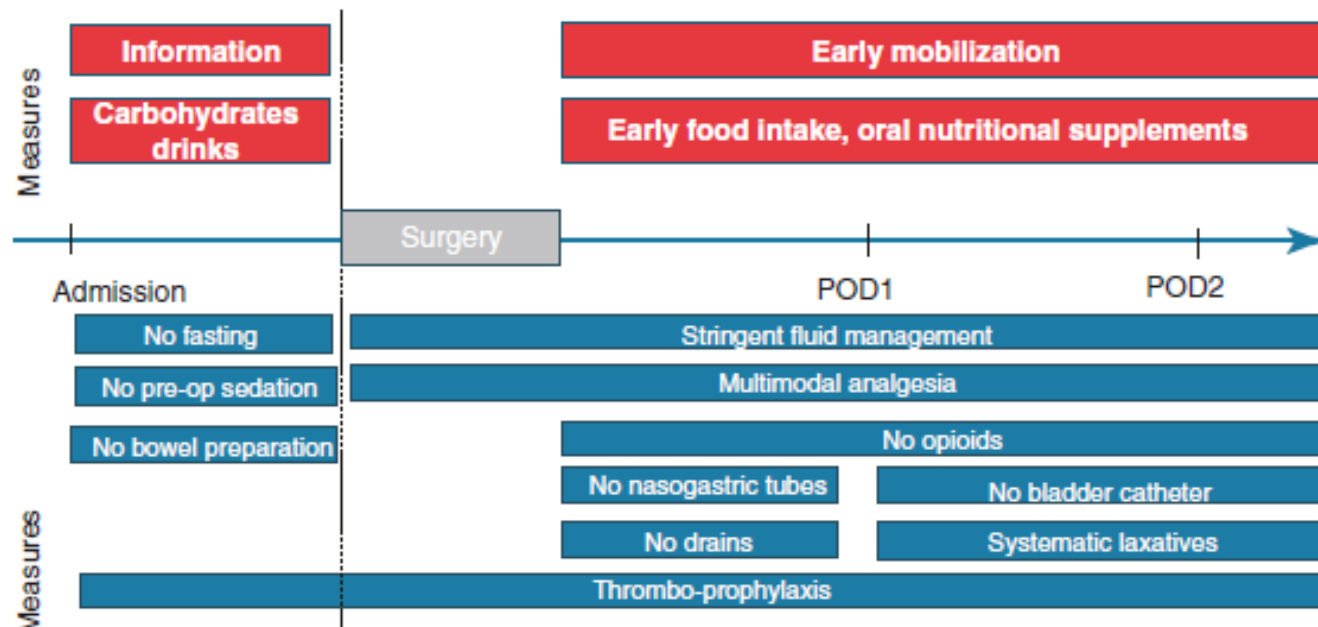 Measures
Information
Early mobilization
Carbohydrates
drinks
Early food intake, oral nutritional supplements
Surgery
Admission
POD1
POD2
Measures
No fasting
Stringent fluid management
No pre-op sedation
Multimodal analgesia
No bowel preparation
No opioids
No nasogastric tubes
No bladder catheter
No drains
Systematic laxatives
Thrombo-prophylaxis